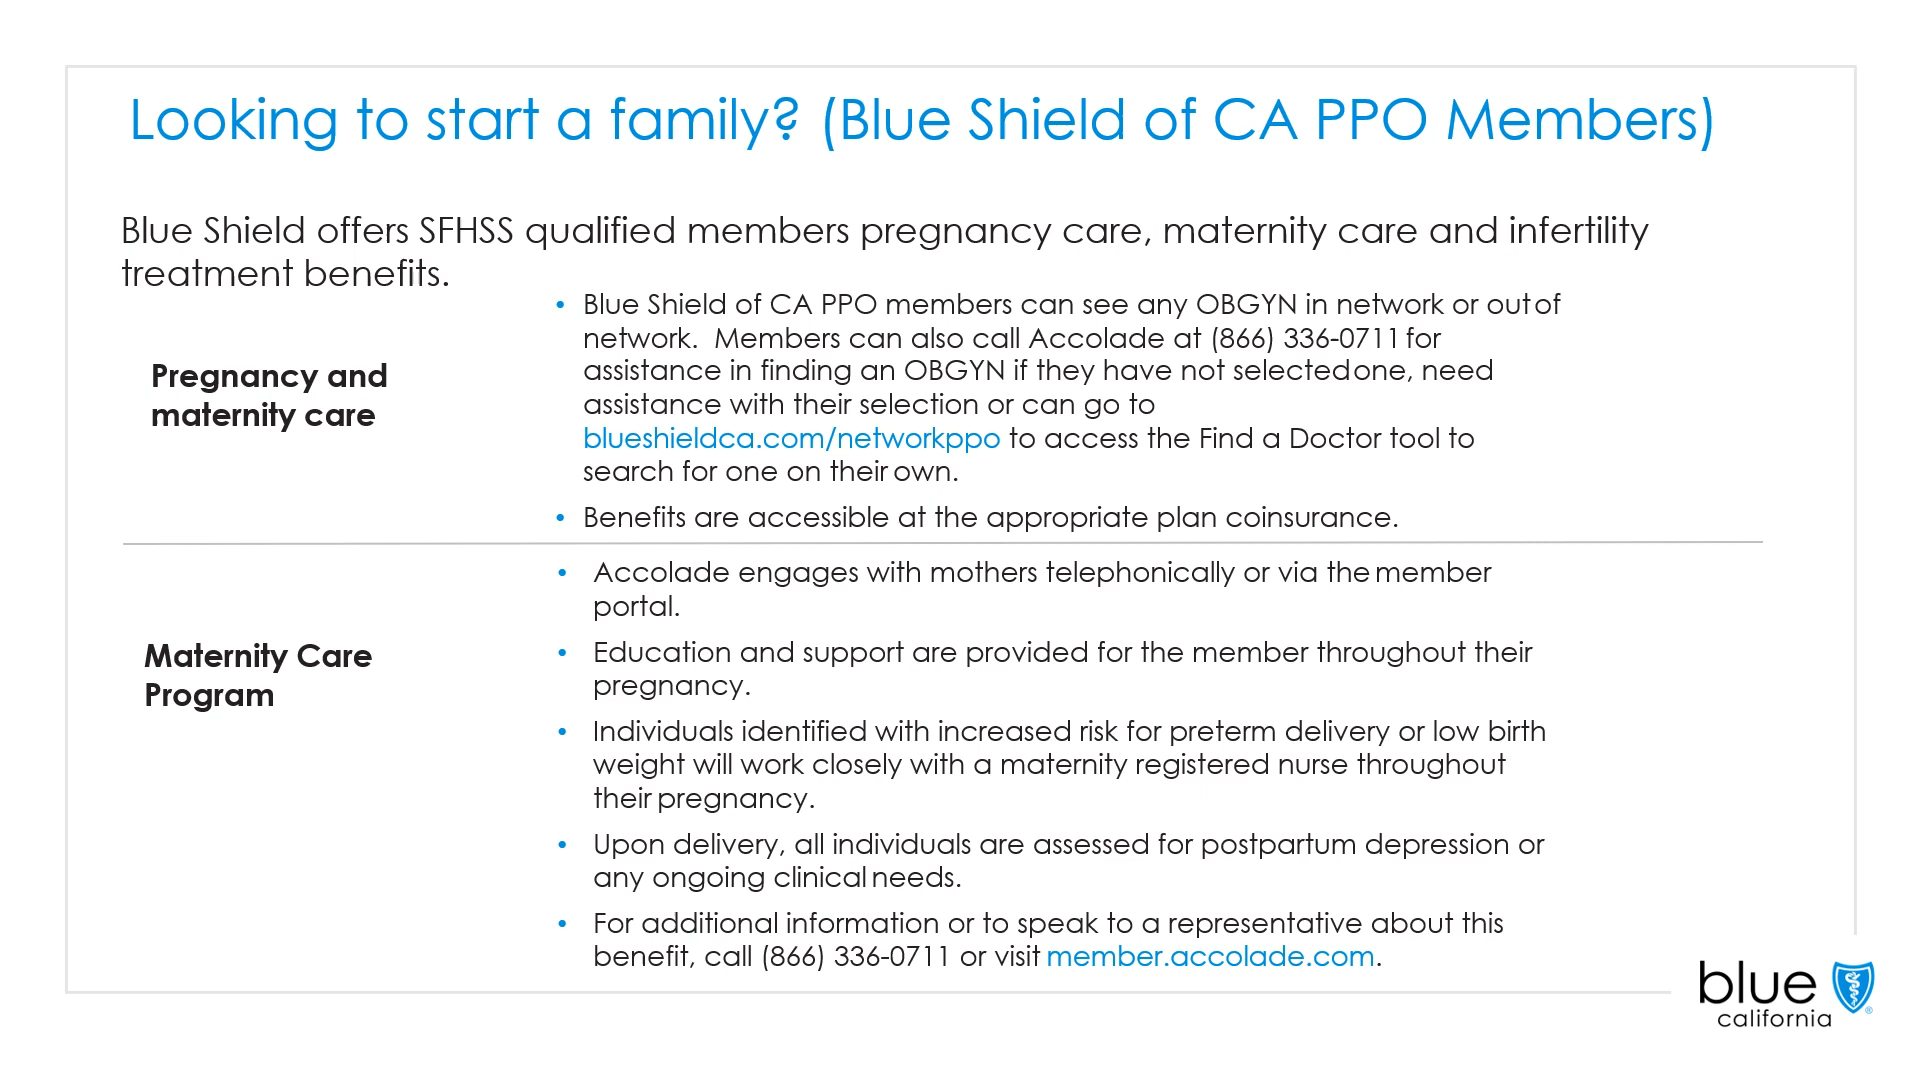 Looking to start a family? (Blue Shield of CA PPO Members)
Blue Shield offers SFHSS qualified members pregnancy care, maternity care and infertility
treatment benefits.
Pregnancy and
maternity care
• Blue Shield of CA PPO members can see any OBGYN in network or out of
network. Members can also call Accolade at (866) 336-0711 for
assistance in finding an OBGYN if they have not selected one, need
assistance with their selection or can go to
blueshieldca.com/networkppo to access the Find a Doctor tool to
search for one on their own.
• Benefits are accessible at the appropriate plan coinsurance.
Maternity Care
Program
• Accolade engages with mothers telephonically or via the member
portal.
• Education and support are provided for the member throughout their
pregnancy.
• Individuals identified with increased risk for preterm delivery or low birth
weight will work closely with a maternity registered nurse throughout
their pregnancy.
• Upon delivery, all individuals are assessed for postpartum depression or
any ongoing clinical needs.
• For additional information or to speak to a representative about this
benefit, call (866) 336-0711 or visit member.accolade.com.
blue
california ®